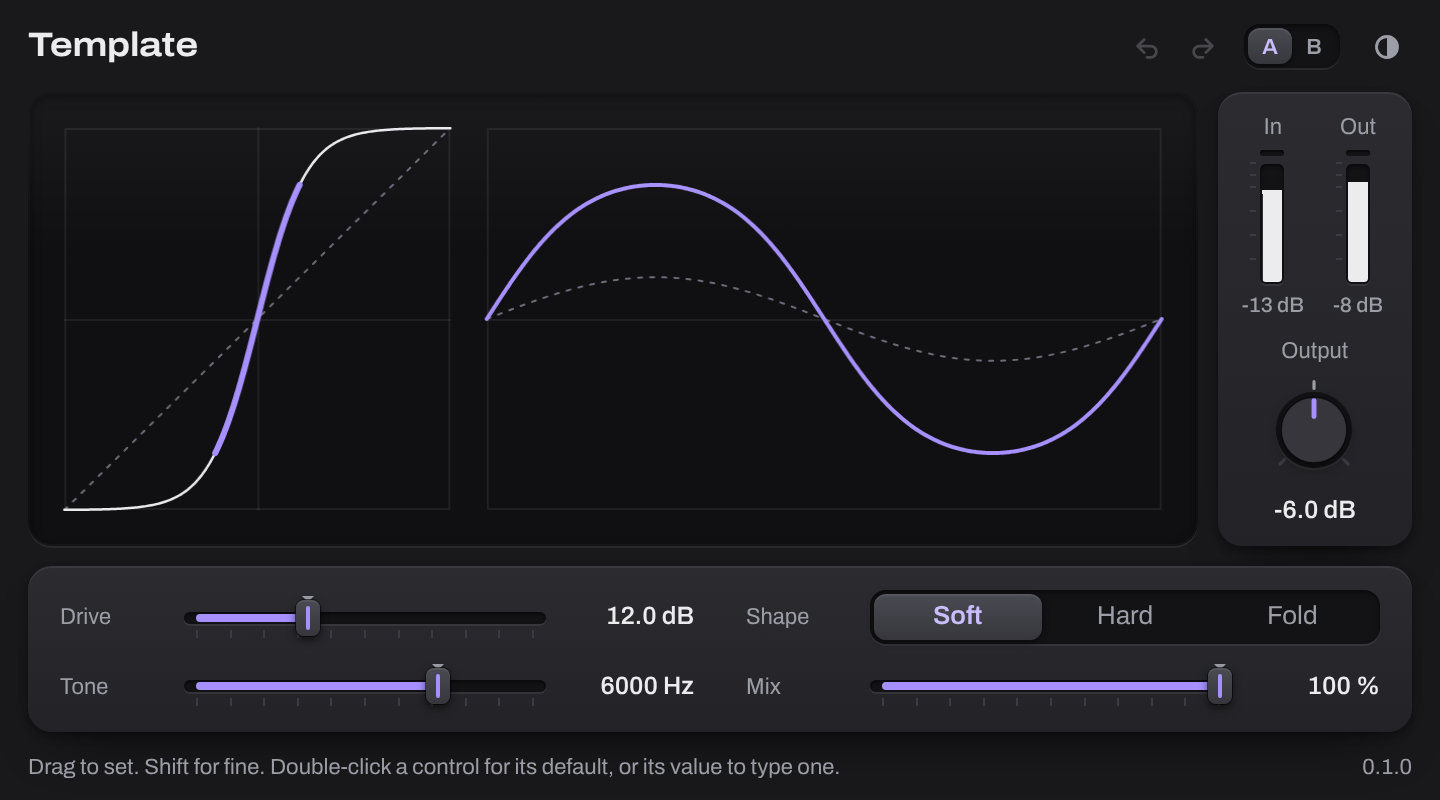 Template
A B
In Out
-13 dB -8 dB
Output
-6.0 dB
Drive 12.0 dB Shape Soft Hard Fold
Tone 6000 Hz Mix 100 %
Drag to set. Shift for fine. Double-click a control for its default, or its value to type one. 0.1.0